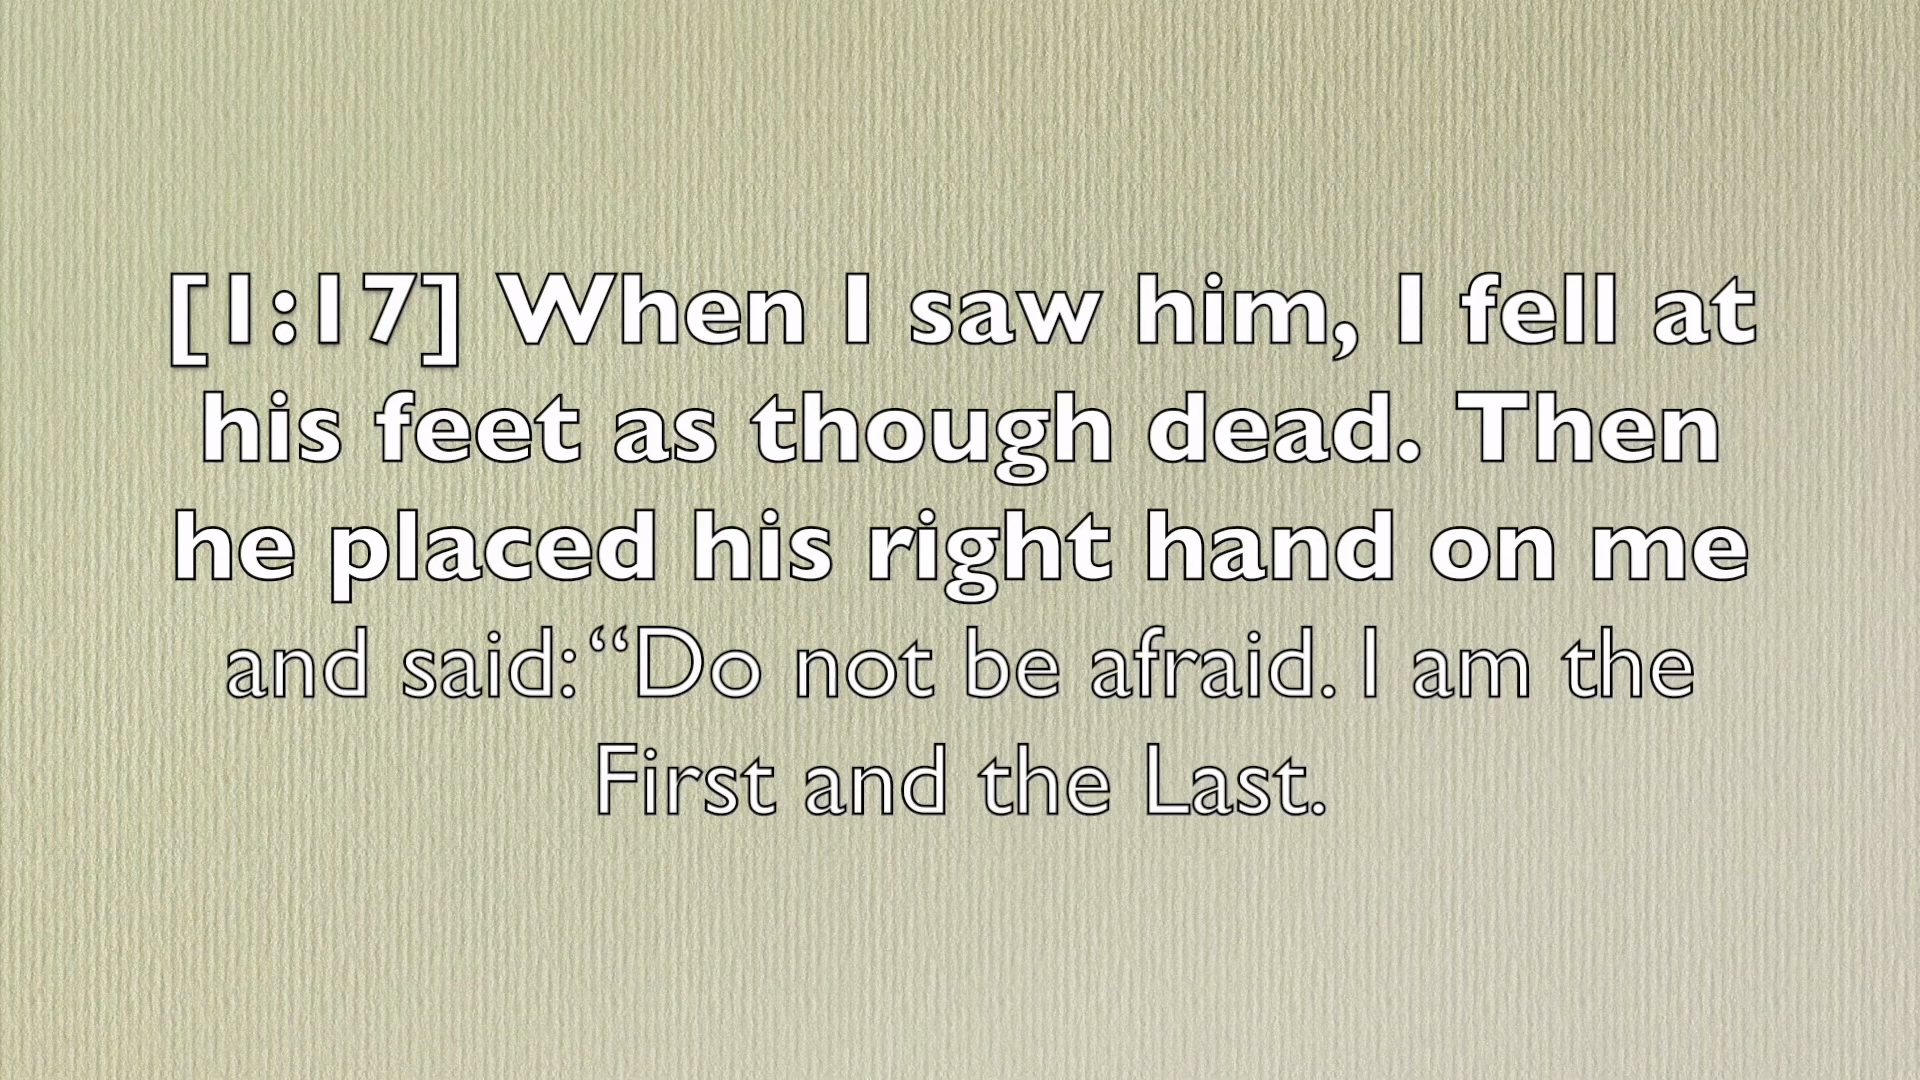 [1:17] When I saw him, I fell at
his feet as though dead. Then
he placed his right hand on me
and said: “Do not be afraid. I am the
First and the Last.